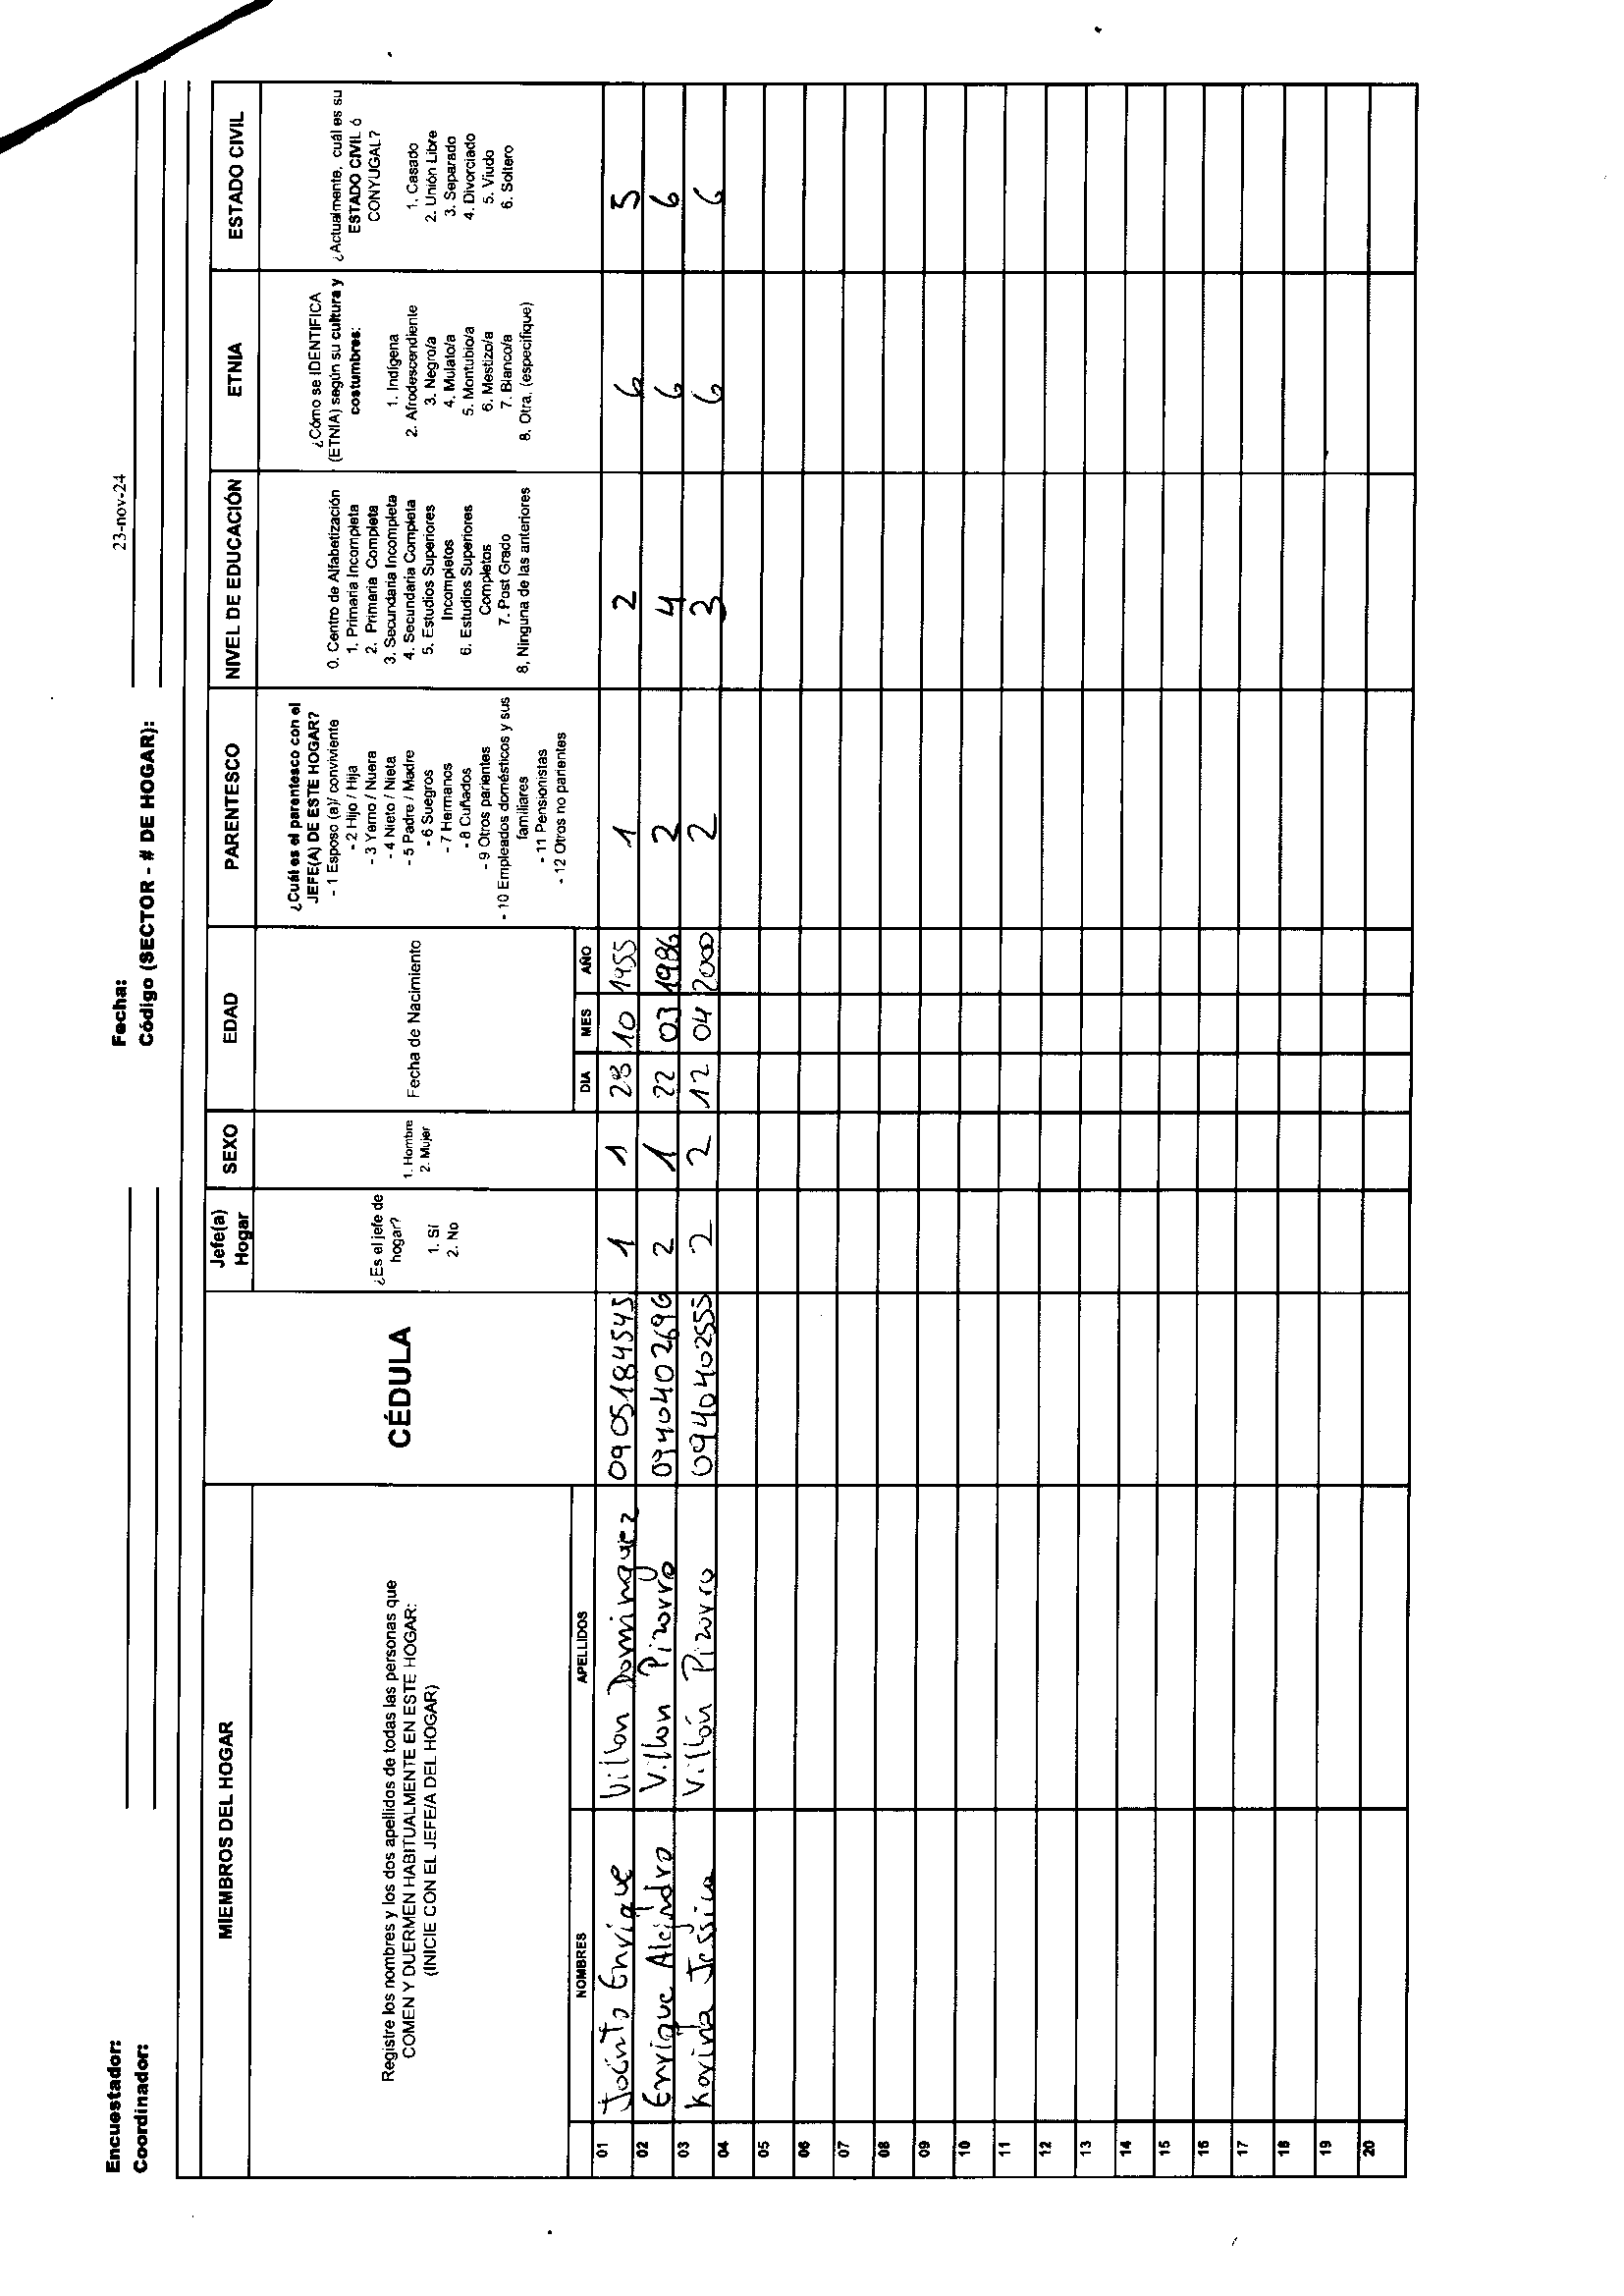 Encuestador:
Coordinador:
Fecha: 23-nov-24
Código (SECTOR - # DE HOGAR):
MIEMBROS DEL HOGAR
Registre los nombres y los dos apellidos de todas las personas que
COMEN Y DUERMEN HABITUALMENTE EN ESTE HOGAR:
(INICIE CON EL JEFE/A DEL HOGAR)
NOMBRES APELLIDOS
CÉDULA
Jefe(a)
Hogar
¿Es el jefe de
hogar?
1. Sí
2. No
SEXO
1. Hombre
2. Mujer
EDAD
Fecha de Nacimiento
DIA MES AÑO
PARENTESCO
¿Cuál es el parentesco con el
JEFE(A) DE ESTE HOGAR?
- 1 Esposo (a)/ conviviente
- 2 Hijo / Hija
- 3 Yerno / Nuera
- 4 Nieto / Nieta
- 5 Padre / Madre
- 6 Suegros
- 7 Hermanos
- 8 Cuñados
- 9 Otros parientes
- 10 Empleados domésticos y sus
familiares
- 11 Pensionistas
- 12 Otros no parientes
NIVEL DE EDUCACIÓN
0. Centro de Alfabetización
1. Primaria Incompleta
2. Primaria Completa
3. Secundaria Incompleta
4. Secundaria Completa
5. Estudios Superiores
Incompletos
6. Estudios Superiores
Completos
7. Post Grado
8, Ninguna de las anteriores
ETNIA
¿Cómo se IDENTIFICA
(ETNIA) según su cultura y
costumbres:
1. Indígena
2. Afrodescendiente
3. Negro/a
4. Mulato/a
5. Montubio/a
6. Mestizo/a
7. Blanco/a
8. Otra, (especifique)
ESTADO CIVIL
¿Actualmente, cuál es su
ESTADO CIVIL ó
CONYUGAL?
1. Casado
2. Unión Libre
3. Separado
4. Divorciado
5. Viudo
6. Soltero
01 Jacinto Enrique Villon Dominguez 0905184545 1 1 28 10 1955 1 2 6 5
02 Enrique Alejndro Villon Pizarro 0940402696 2 1 22 03 1986 2 4 6 6
03 Karina Jessica Villón Pizarro 0940402555 2 2 12 04 2000 2 3 6 6
04
05
06
07
08
09
10
11
12
13
14
15
16
17
18
19
20